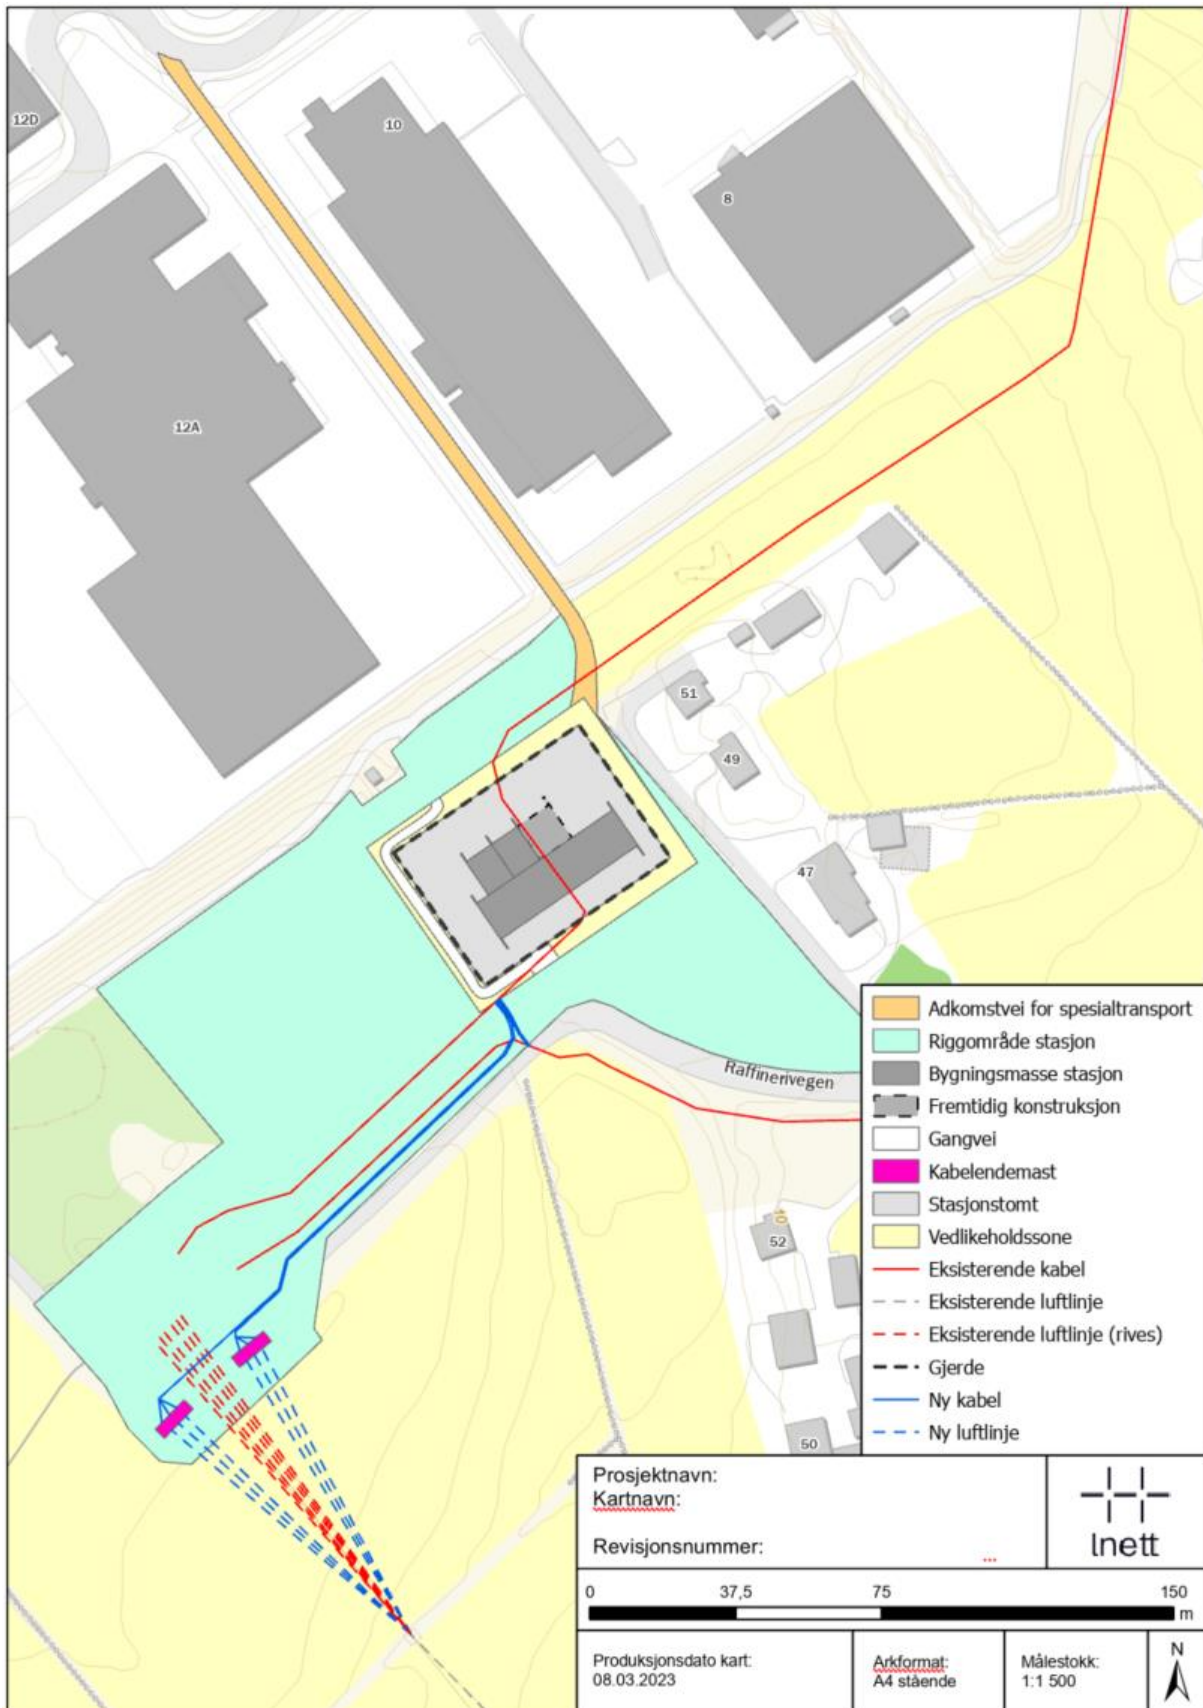 12D
10
8
12A
51
49
47
Raffinerivegen
10
52
50
Adkomstvei for spesialtransport
Riggområde stasjon
Bygningsmasse stasjon
Fremtidig konstruksjon
Gangvei
Kabelendemast
Stasjonstomt
Vedlikeholdssone
Eksisterende kabel
Eksisterende luftlinje
Eksisterende luftlinje (rives)
Gjerde
Ny kabel
Ny luftlinje
Prosjektnavn:
Kartnavn:
Revisjonsnummer:
...
Inett
0 37,5 75 150
m
Produksjonsdato kart:
08.03.2023
Arkformat:
A4 stående
Målestokk:
1:1 500
N